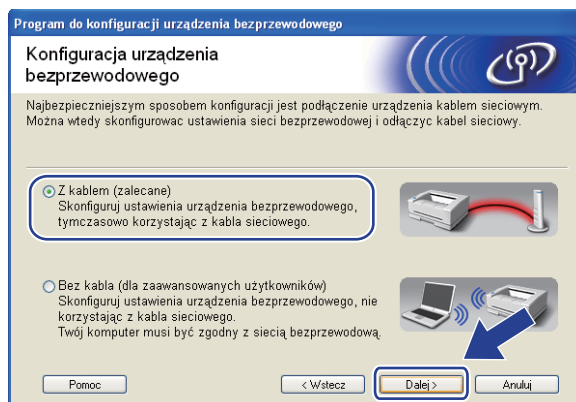 Program do konfiguracji urządzenia bezprzewodowego
Konfiguracja urządzenia
bezprzewodowego
Najbezpieczniejszym sposobem konfiguracji jest podłączenie urządzenia kablem sieciowym.
Można wtedy skonfigurowac ustawienia sieci bezprzewodowej i odłączyc kabel sieciowy.
Z kablem (zalecane)
Skonfiguruj ustawienia urządzenia bezprzewodowego,
tymczasowo korzystając z kabla sieciowego.
Bez kabla (dla zaawansowanych użytkowników)
Skonfiguruj ustawienia urządzenia bezprzewodowego, nie
korzystając z kabla sieciowego.
Twój komputer musi być zgodny z siecią bezprzewodową.
Pomoc < Wstecz Dalej > Anuluj